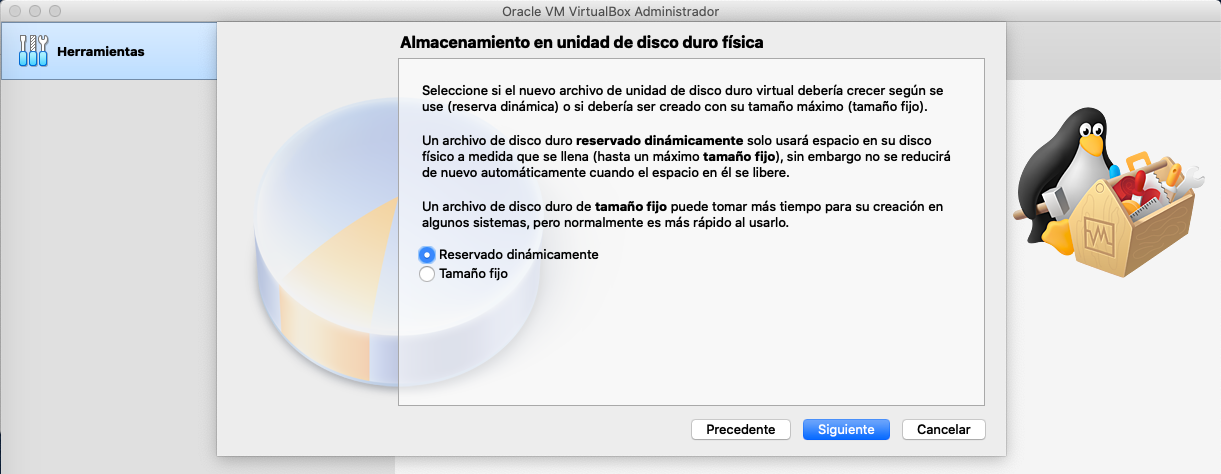 Oracle VM VirtualBox Administrador
Herramientas
Almacenamiento en unidad de disco duro física
Seleccione si el nuevo archivo de unidad de disco duro virtual debería crecer según se
use (reserva dinámica) o si debería ser creado con su tamaño máximo (tamaño fijo).
Un archivo de disco duro reservado dinámicamente solo usará espacio en su disco
físico a medida que se llena (hasta un máximo tamaño fijo), sin embargo no se reducirá
de nuevo automáticamente cuando el espacio en él se libere.
Un archivo de disco duro de tamaño fijo puede tomar más tiempo para su creación en
algunos sistemas, pero normalmente es más rápido al usarlo.
Reservado dinámicamente
Tamaño fijo
Precedente
Siguiente
Cancelar